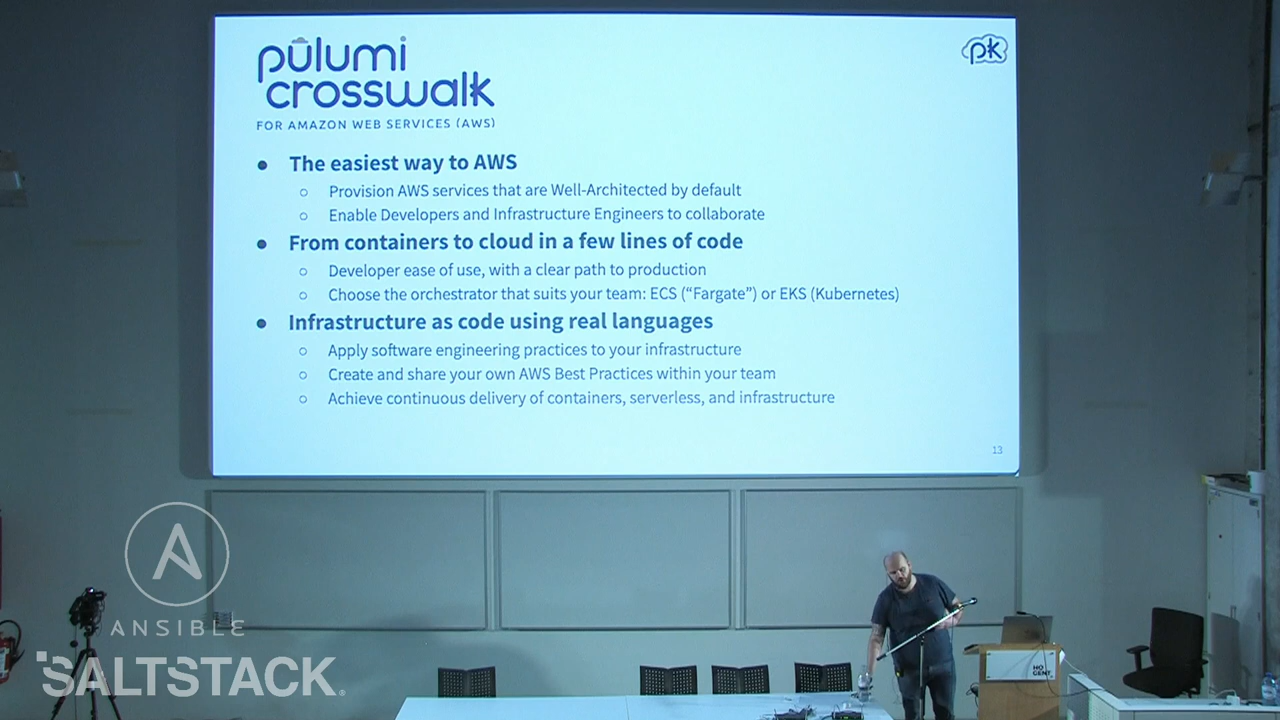 pulumi
crosswalk
FOR AMAZON WEB SERVICES (AWS)
pk
● The easiest way to AWS
○ Provision AWS services that are Well-Architected by default
○ Enable Developers and Infrastructure Engineers to collaborate
● From containers to cloud in a few lines of code
○ Developer ease of use, with a clear path to production
○ Choose the orchestrator that suits your team: ECS (“Fargate”) or EKS (Kubernetes)
● Infrastructure as code using real languages
○ Apply software engineering practices to your infrastructure
○ Create and share your own AWS Best Practices within your team
○ Achieve continuous delivery of containers, serverless, and infrastructure
13
ANSIBLE
SALTSTACK®
HO
GENT